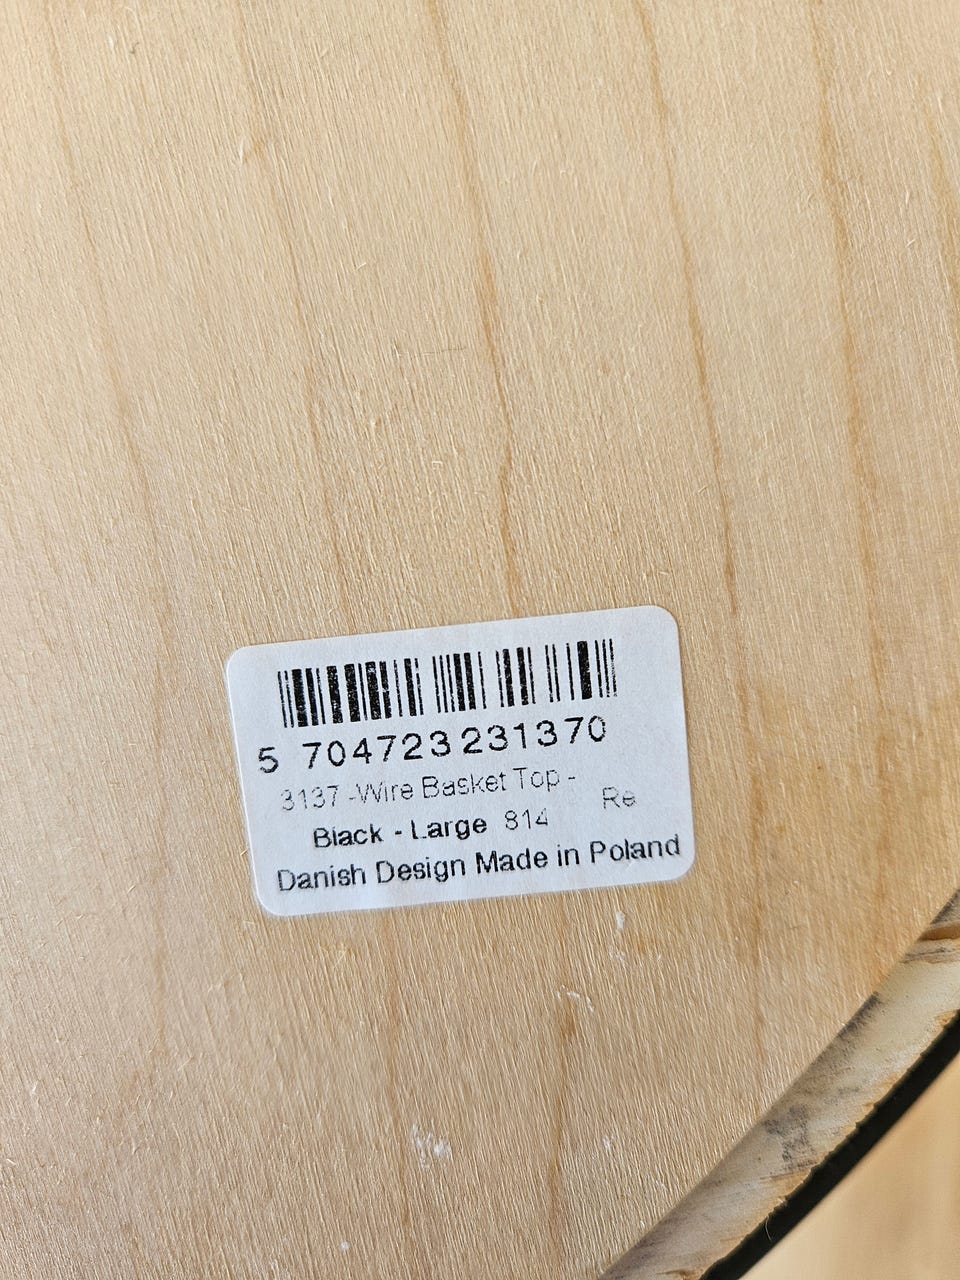 5 704723 231370
3137 -Wire Basket Top -
Re
Black - Large 814
Danish Design Made in Poland